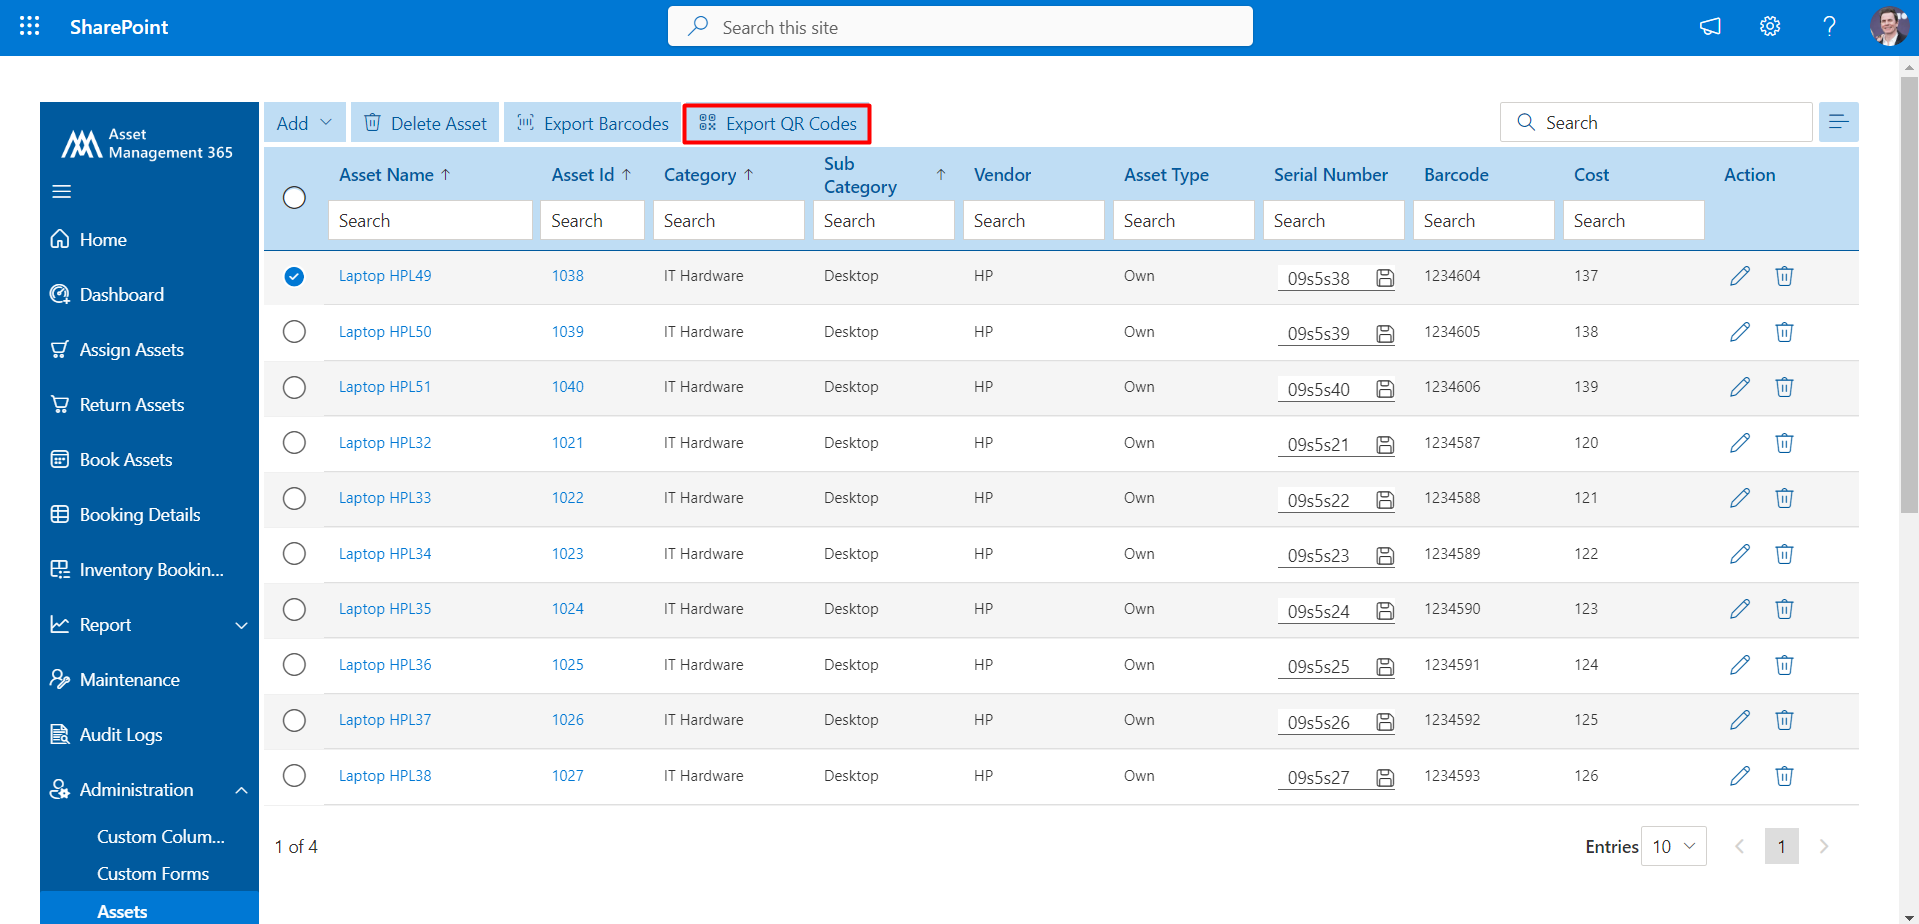 SharePoint
Search this site
Asset
Management 365
Home
Dashboard
Assign Assets
Return Assets
Book Assets
Booking Details
Inventory Bookin...
Report
Maintenance
Audit Logs
Administration
Custom Colum...
Custom Forms
Assets
Add Delete Asset Export Barcodes Export QR Codes Search
Asset Name Asset Id Category Sub Category Vendor Asset Type Serial Number Barcode Cost Action
Search Search Search Search Search Search Search Search Search
Laptop HPL49 1038 IT Hardware Desktop HP Own 09s5s38 1234604 137
Laptop HPL50 1039 IT Hardware Desktop HP Own 09s5s39 1234605 138
Laptop HPL51 1040 IT Hardware Desktop HP Own 09s5s40 1234606 139
Laptop HPL32 1021 IT Hardware Desktop HP Own 09s5s21 1234587 120
Laptop HPL33 1022 IT Hardware Desktop HP Own 09s5s22 1234588 121
Laptop HPL34 1023 IT Hardware Desktop HP Own 09s5s23 1234589 122
Laptop HPL35 1024 IT Hardware Desktop HP Own 09s5s24 1234590 123
Laptop HPL36 1025 IT Hardware Desktop HP Own 09s5s25 1234591 124
Laptop HPL37 1026 IT Hardware Desktop HP Own 09s5s26 1234592 125
Laptop HPL38 1027 IT Hardware Desktop HP Own 09s5s27 1234593 126
1 of 4 Entries 10 1